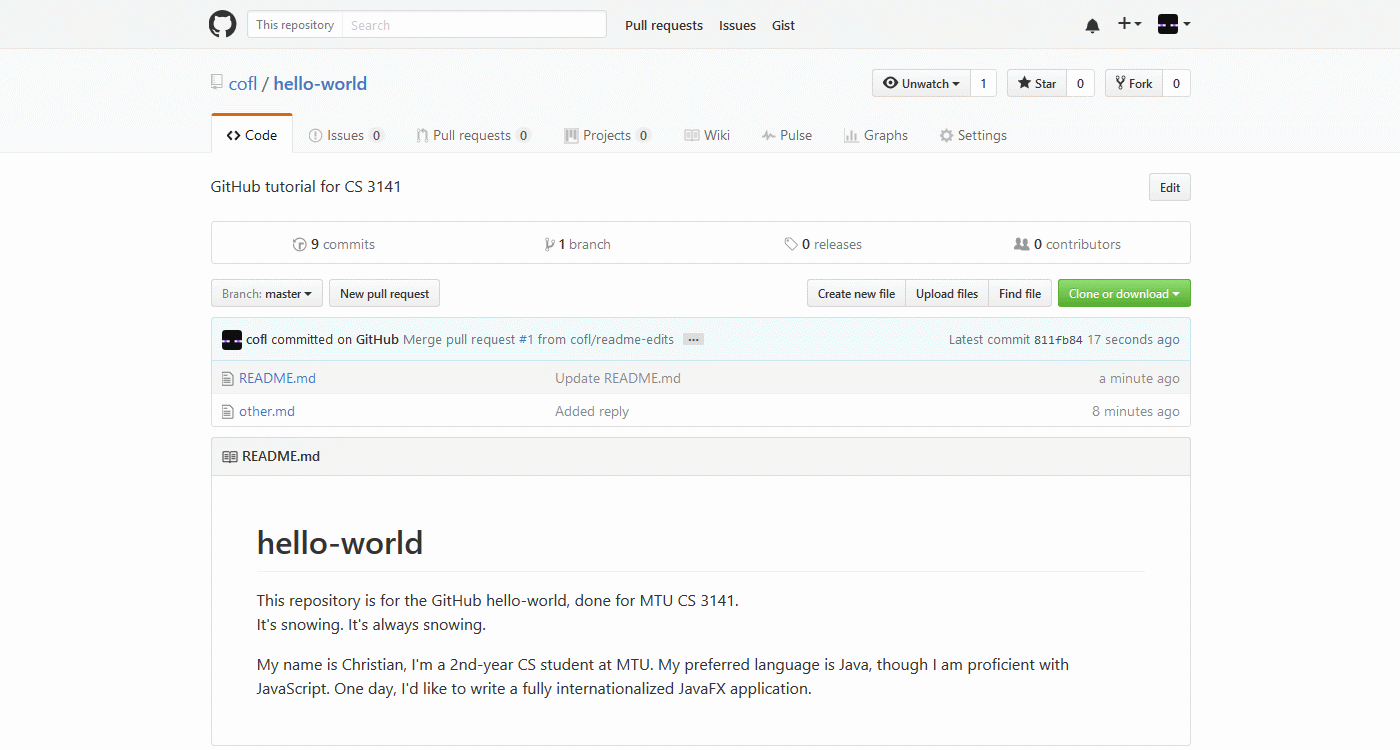 This repository Search Pull requests Issues Gist
cofl / hello-world Unwatch 1 Star 0 Fork 0
Code Issues 0 Pull requests 0 Projects 0 Wiki Pulse Graphs Settings
GitHub tutorial for CS 3141 Edit
9 commits 1 branch 0 releases 0 contributors
Branch: master New pull request Create new file Upload files Find file Clone or download
cofl committed on GitHub Merge pull request #1 from cofl/readme-edits ... Latest commit 811fb84 17 seconds ago
README.md Update README.md a minute ago
other.md Added reply 8 minutes ago
README.md
hello-world
This repository is for the GitHub hello-world, done for MTU CS 3141.
It's snowing. It's always snowing.
My name is Christian, I'm a 2nd-year CS student at MTU. My preferred language is Java, though I am proficient with
JavaScript. One day, I'd like to write a fully internationalized JavaFX application.